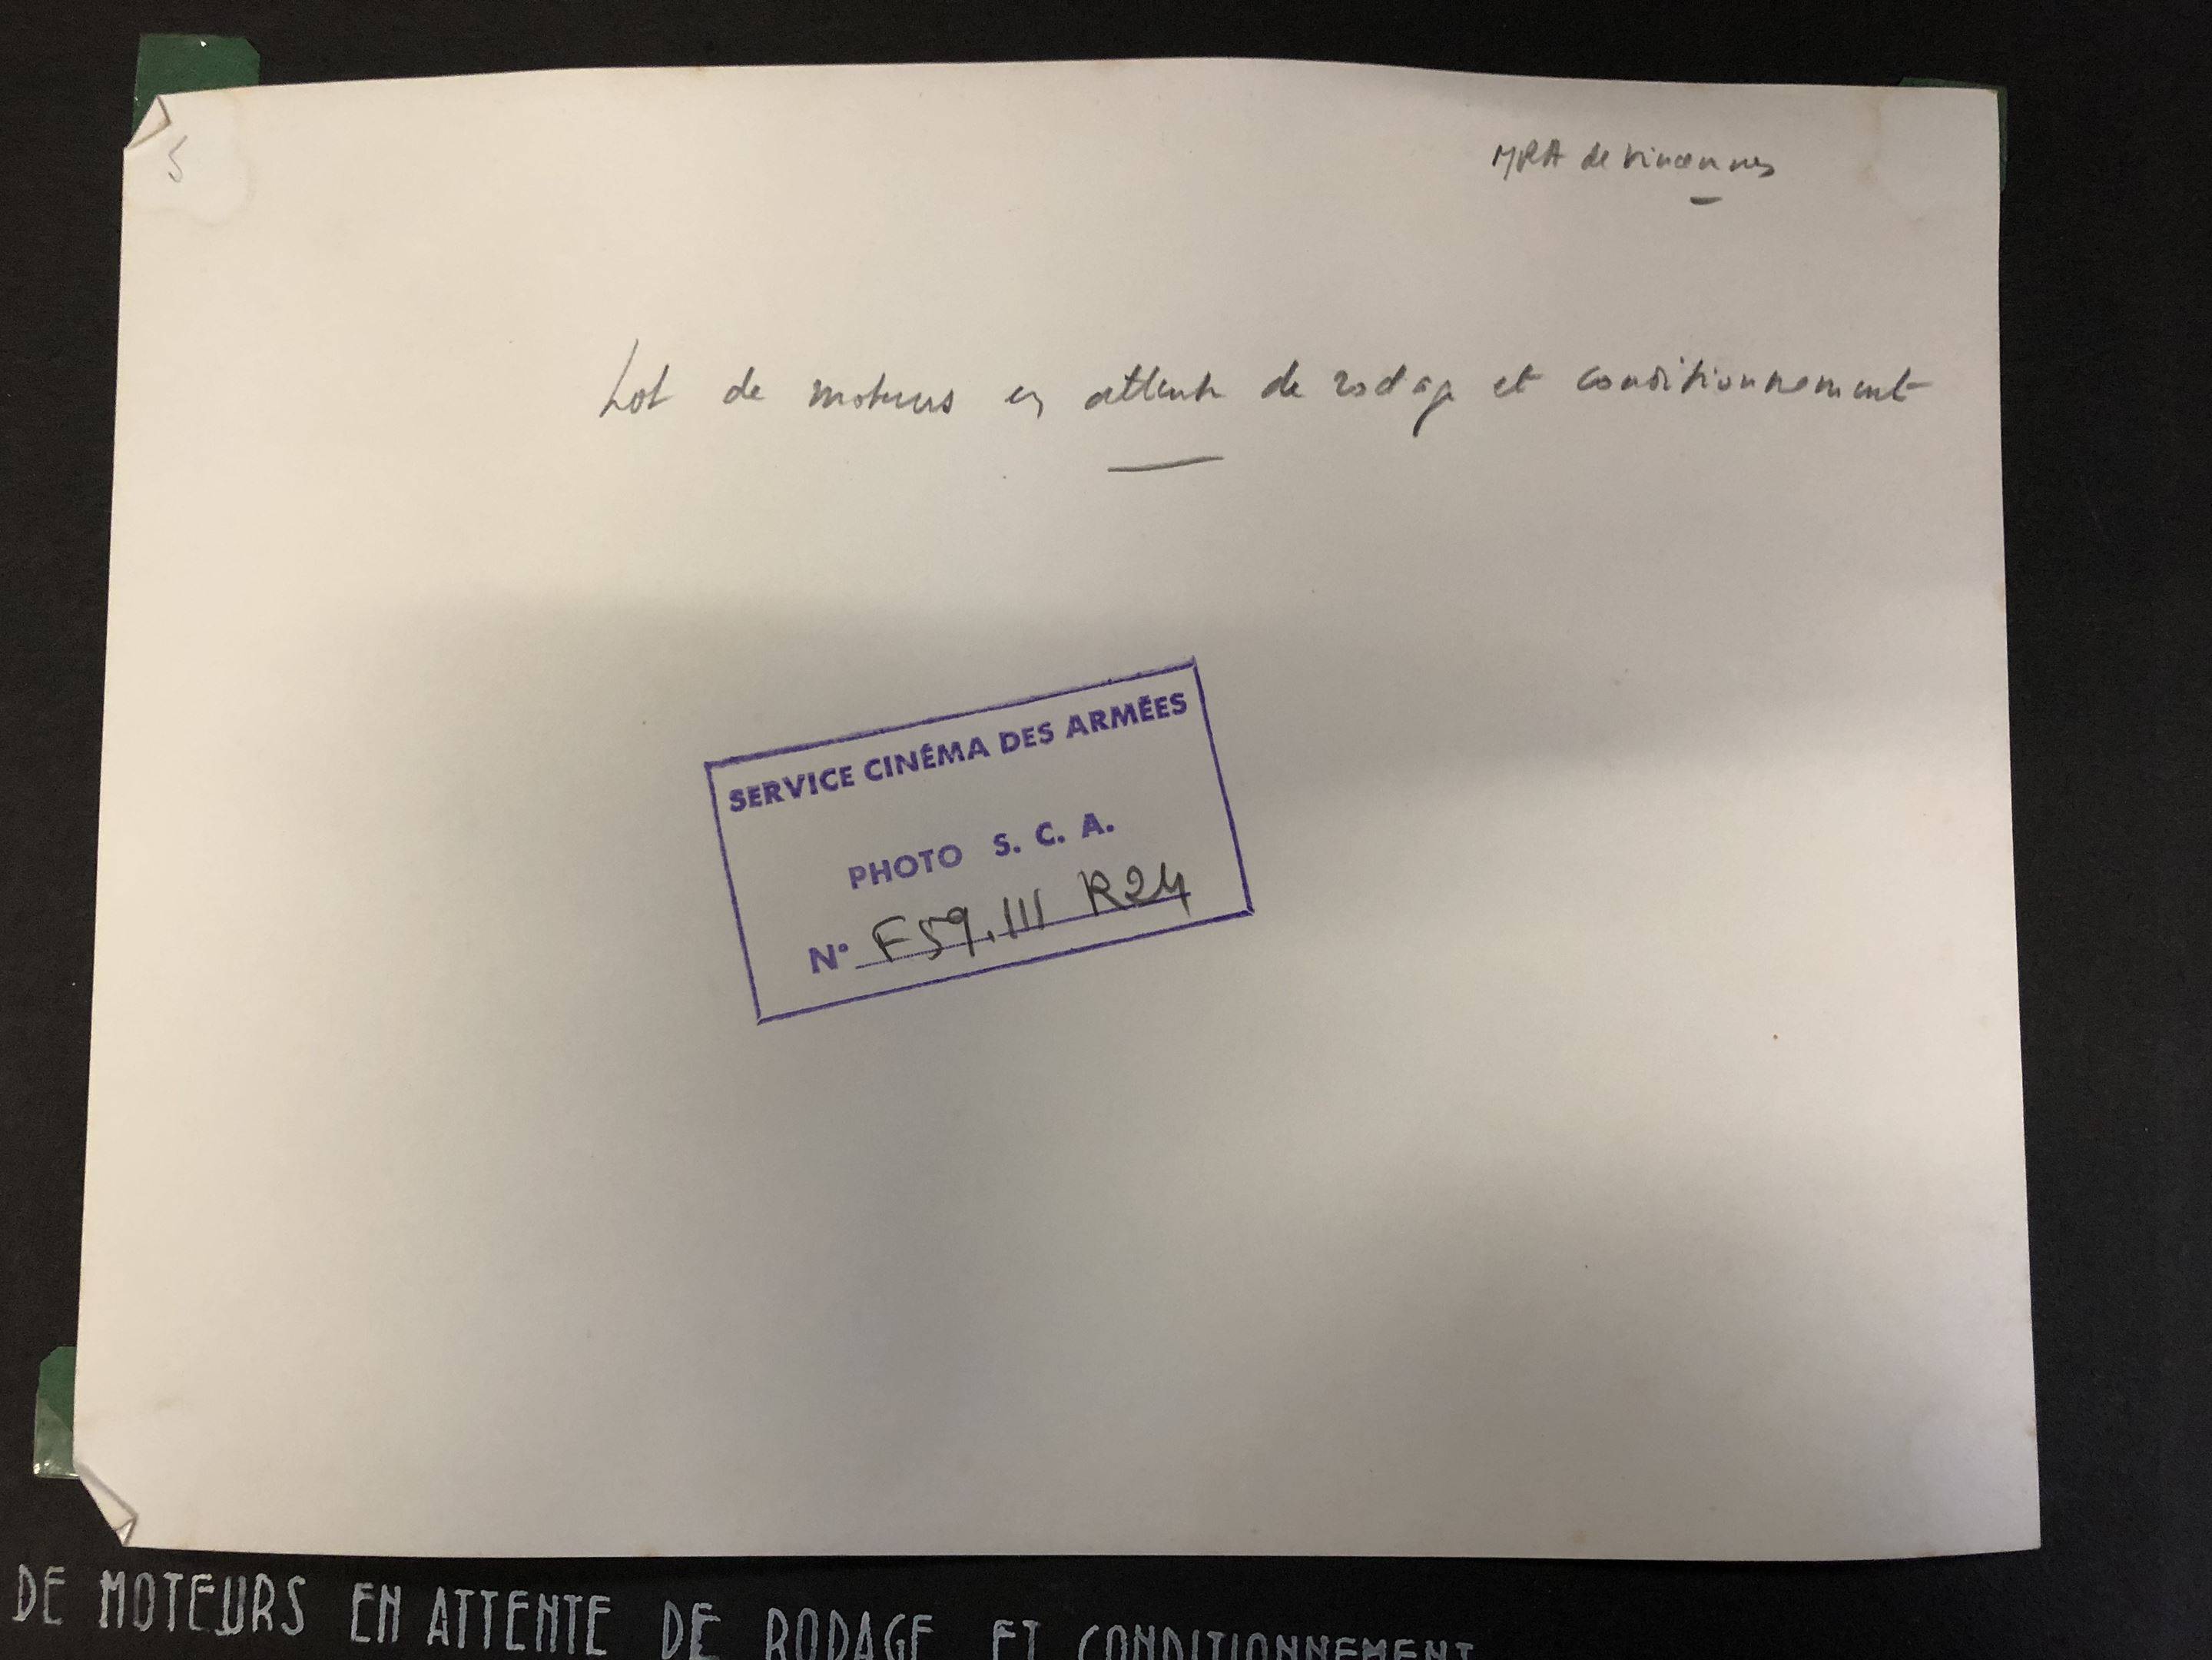 5
MRA de Vincennes
Lot de moteurs en attente de rodage et conditionnement
SERVICE CINÉMA DES ARMÉES
PHOTO S. C. A.
N° F59.111 R24
DE MOTEURS EN ATTENTE DE RODAGE ET CONDITIONNEMENT